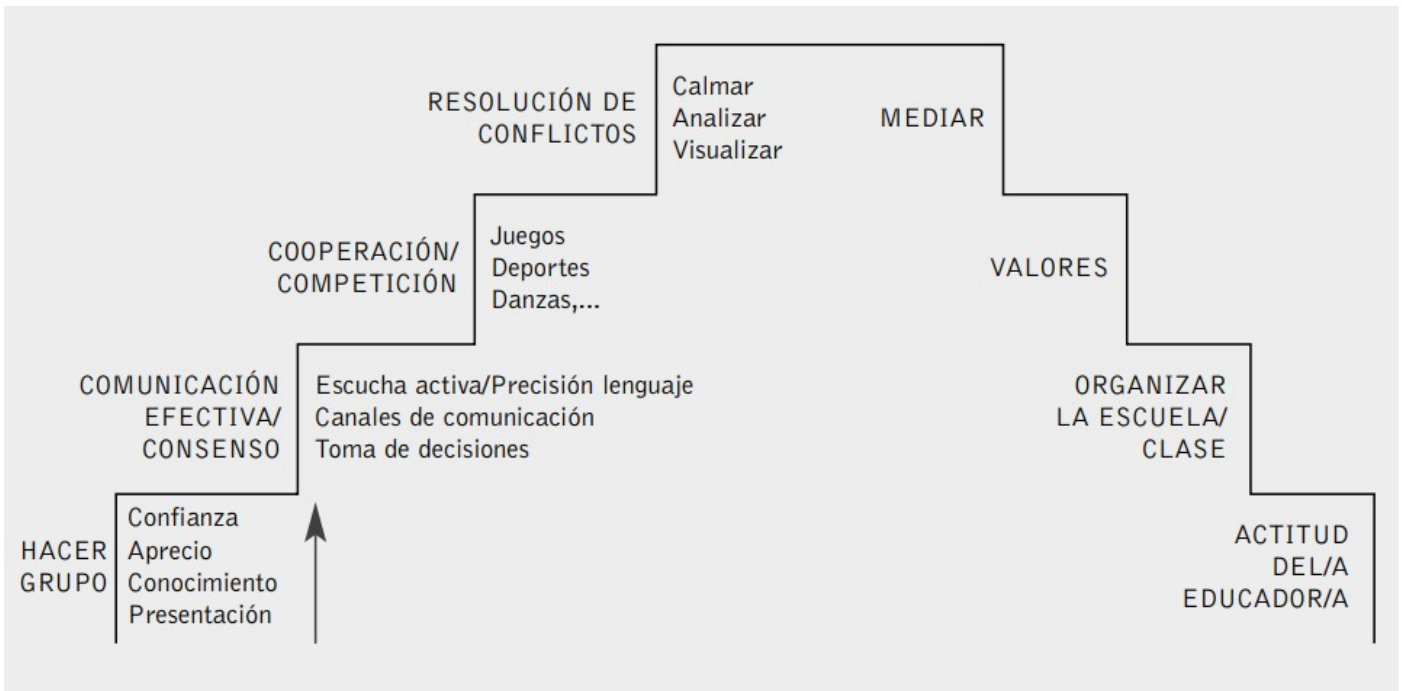 RESOLUCIÓN DE
CONFLICTOS
Calmar
Analizar
Visualizar
MEDIAR
COOPERACIÓN/
COMPETICIÓN
Juegos
Deportes
Danzas,...
VALORES
COMUNICACIÓN
EFECTIVA/
CONSENSO
Escucha activa/Precisión lenguaje
Canales de comunicación
Toma de decisiones
ORGANIZAR
LA ESCUELA/
CLASE
HACER
GRUPO
Confianza
Aprecio
Conocimiento
Presentación
ACTITUD
DEL/A
EDUCADOR/A